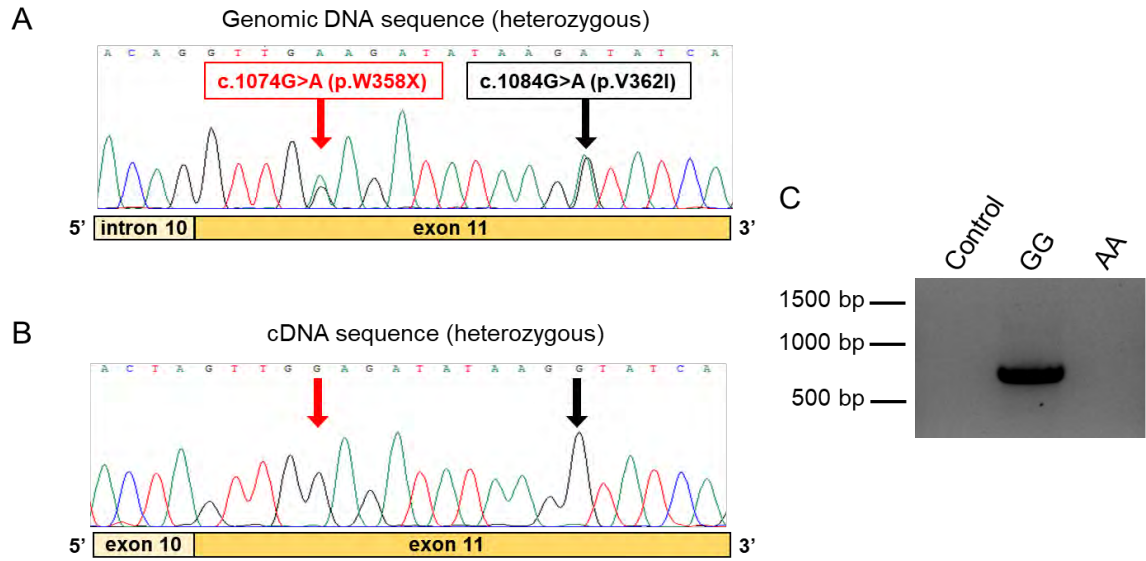 A
Genomic DNA sequence (heterozygous)
A C A G G T T G A A G A T A T A A G A T A T C A
c.1074G>A (p.W358X)
c.1084G>A (p.V362I)
5’ intron 10 exon 11 3’
B
cDNA sequence (heterozygous)
A C T A G T T G G A G A T A T A A G G T A T C A
5’ exon 10 exon 11 3’
C
Control
GG
AA
1500 bp
1000 bp
500 bp